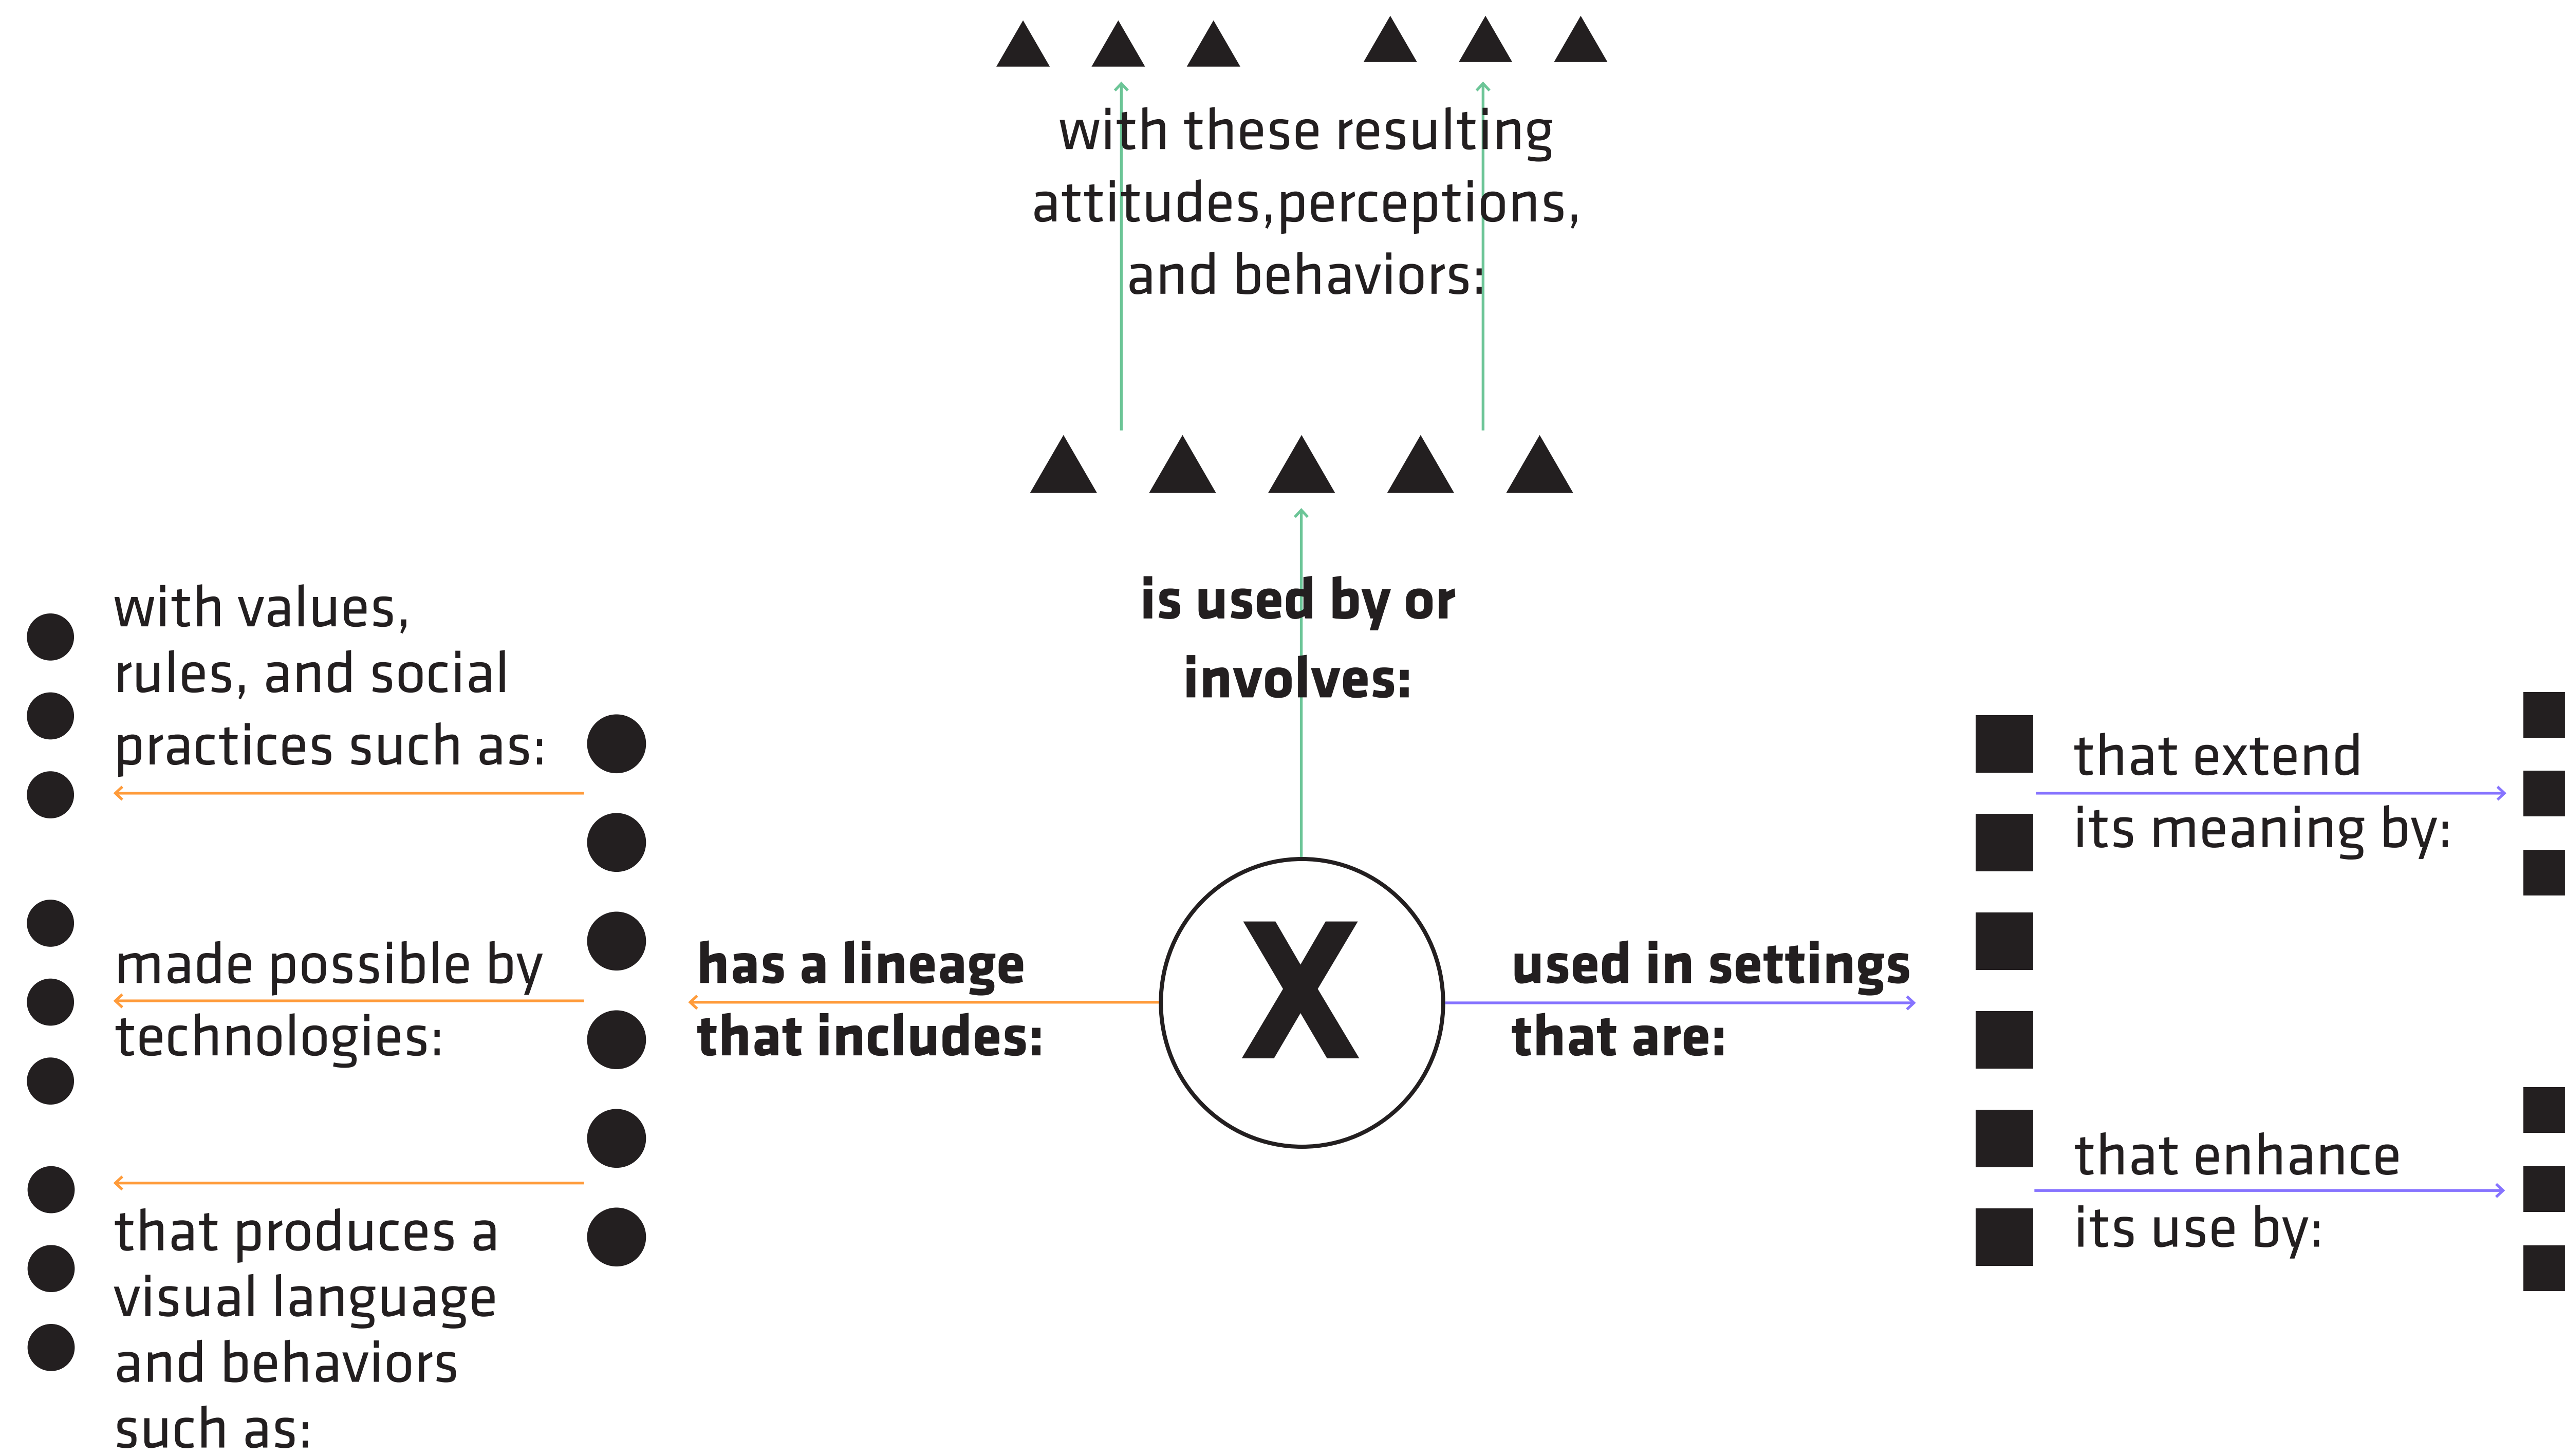 with these resulting
attitudes,perceptions,
and behaviors:
is used by or
involves:
with values,
rules, and social
practices such as:
made possible by
technologies:
that produces a
visual language
and behaviors
such as:
has a lineage
that includes:
X
used in settings
that are:
that extend
its meaning by:
that enhance
its use by: